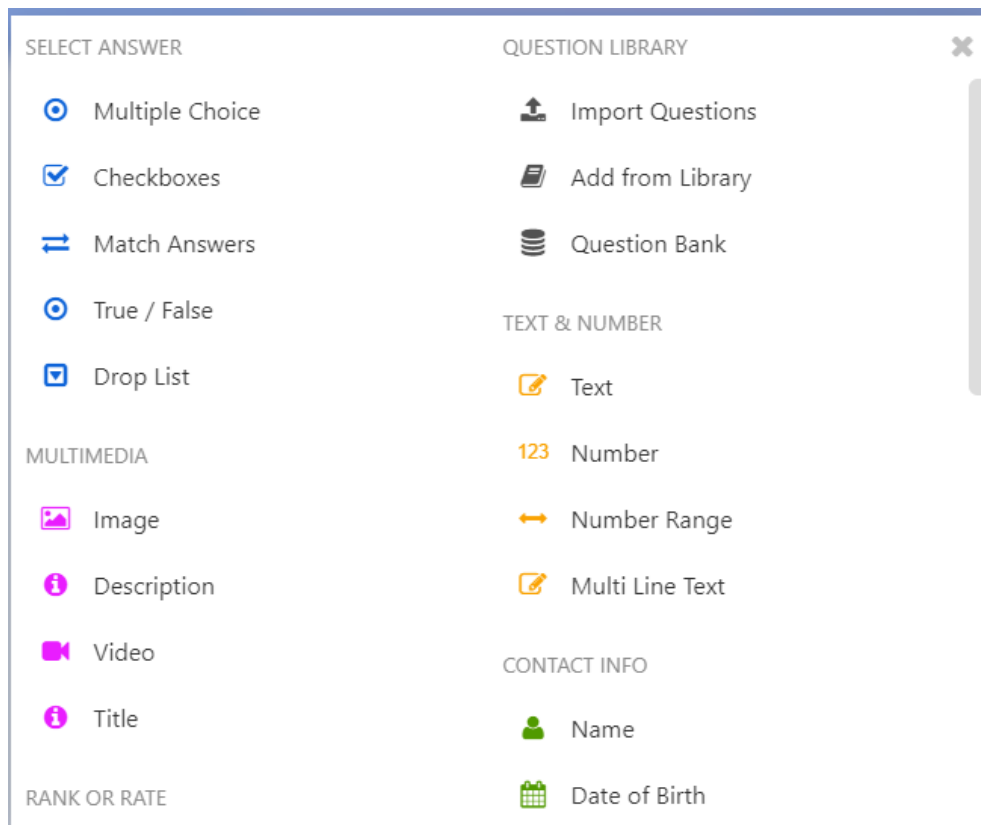 SELECT ANSWER
Multiple Choice
Checkboxes
Match Answers
True / False
Drop List
MULTIMEDIA
Image
Description
Video
Title
RANK OR RATE
QUESTION LIBRARY
Import Questions
Add from Library
Question Bank
TEXT & NUMBER
Text
123 Number
Number Range
Multi Line Text
CONTACT INFO
Name
Date of Birth